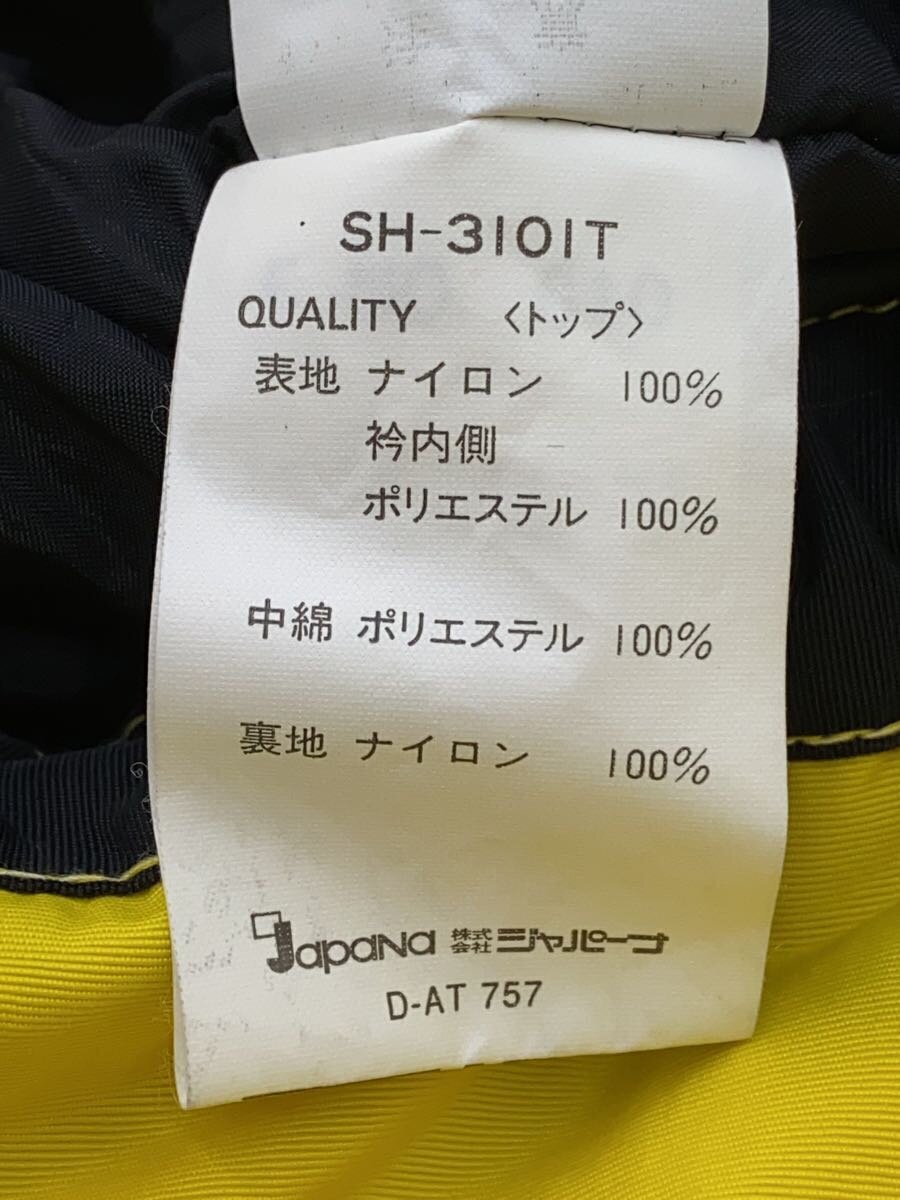 SH-3101T
QUALITY 〈トップ〉
表地 ナイロン 100%
衿内側
ポリエステル 100%
中綿 ポリエステル 100%
裏地 ナイロン 100%
JapaNa 株式会社 ジャパーナ
D-AT 757